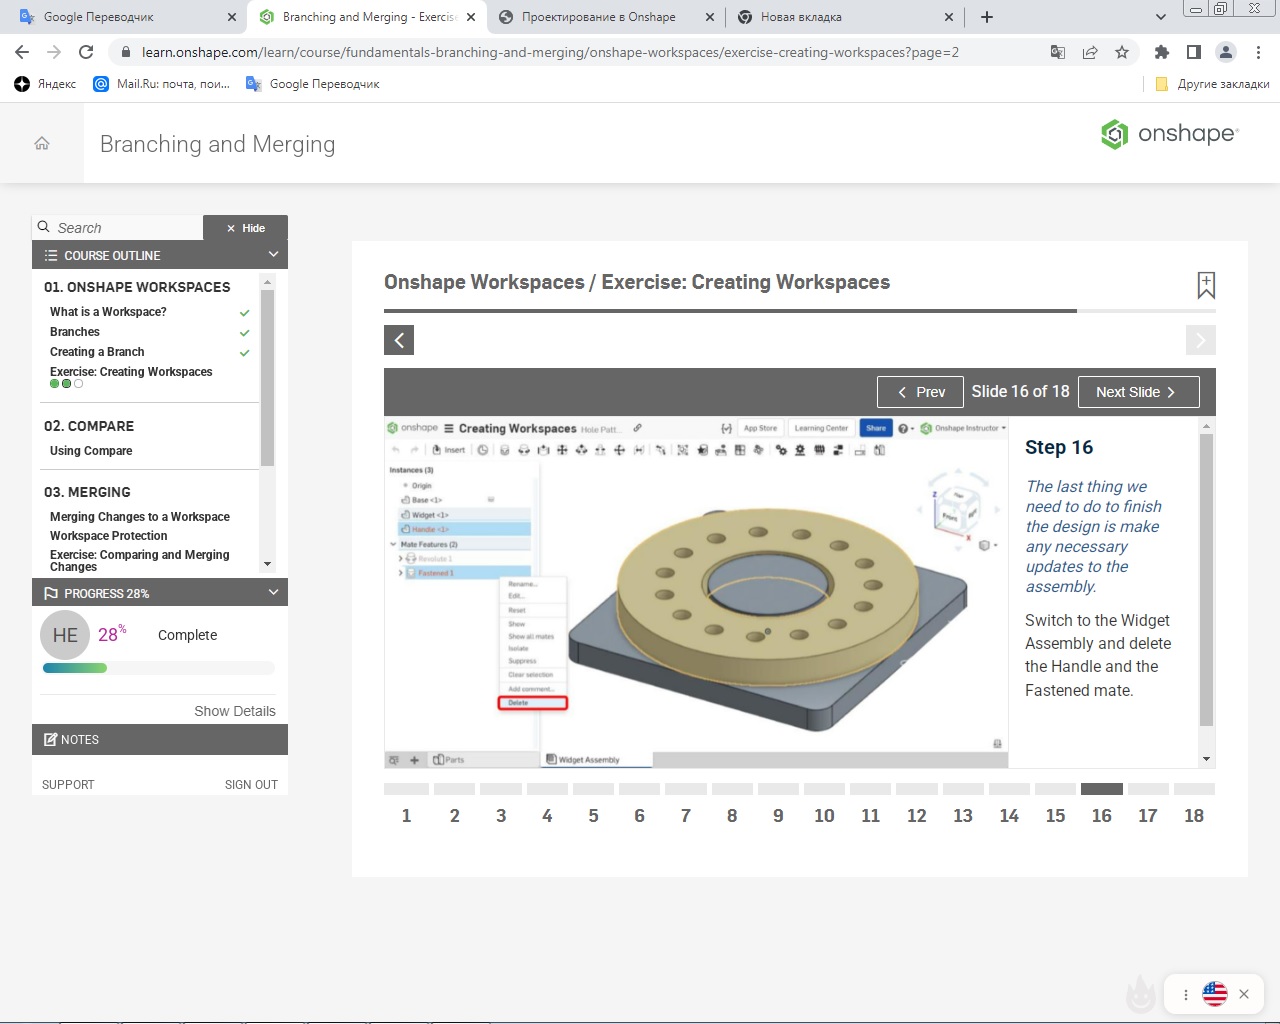 Google Переводчик
Branching and Merging - Exercise
Проектирование в Onshape
Новая вкладка
learn.onshape.com/learn/course/fundamentals-branching-and-merging/onshape-workspaces/exercise-creating-workspaces?page=2
Яндекс
Mail.Ru: почта, пои...
Google Переводчик
Другие закладки
Branching and Merging
onshape
Search
Hide
COURSE OUTLINE
01. ONSHAPE WORKSPACES
What is a Workspace?
Branches
Creating a Branch
Exercise: Creating Workspaces
02. COMPARE
Using Compare
03. MERGING
Merging Changes to a Workspace
Workspace Protection
Exercise: Comparing and Merging
Changes
PROGRESS 28%
HE 28% Complete
Show Details
NOTES
SUPPORT SIGN OUT
Onshape Workspaces / Exercise: Creating Workspaces
Prev Slide 16 of 18 Next Slide
onshape Creating Workspaces Hole Patt... App Store Learning Center Share Onshape Instructor
Insert
Instances (3)
Origin
Base <1>
Widget <1>
Handle <1>
Mate Features (2)
Revolute 1
Fastened 1
Rename...
Edit...
Reset
Show
Show all mates
Isolate
Suppress
Clear selection
Add comment...
Delete
Z
Top
Front
Right
X
Parts
Widget Assembly
Step 16
The last thing we
need to do to finish
the design is make
any necessary
updates to the
assembly.
Switch to the Widget
Assembly and delete
the Handle and the
Fastened mate.
1 2 3 4 5 6 7 8 9 10 11 12 13 14 15 16 17 18